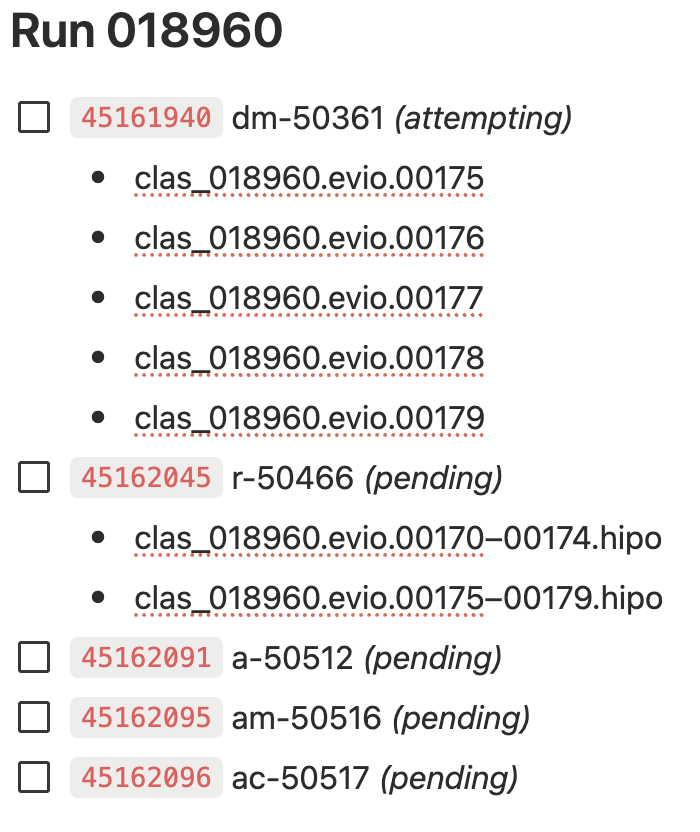 Run 018960
45161940 dm-50361 (attempting)
clas_018960.evio.00175
clas_018960.evio.00176
clas_018960.evio.00177
clas_018960.evio.00178
clas_018960.evio.00179
45162045 r-50466 (pending)
clas_018960.evio.00170–00174.hipo
clas_018960.evio.00175–00179.hipo
45162091 a-50512 (pending)
45162095 am-50516 (pending)
45162096 ac-50517 (pending)